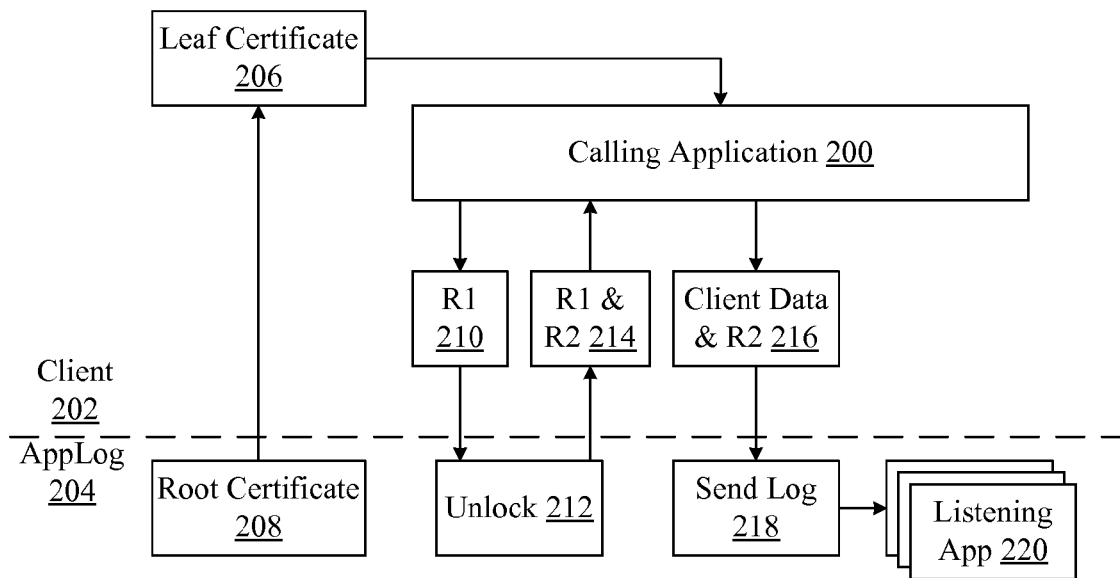 Leaf Certificate
206
Calling Application 200
R1
210
R1 &
R2 214
Client Data
& R2 216
Client
202
AppLog
204
Root Certificate
208
Unlock 212
Send Log
218
Listening
App 220